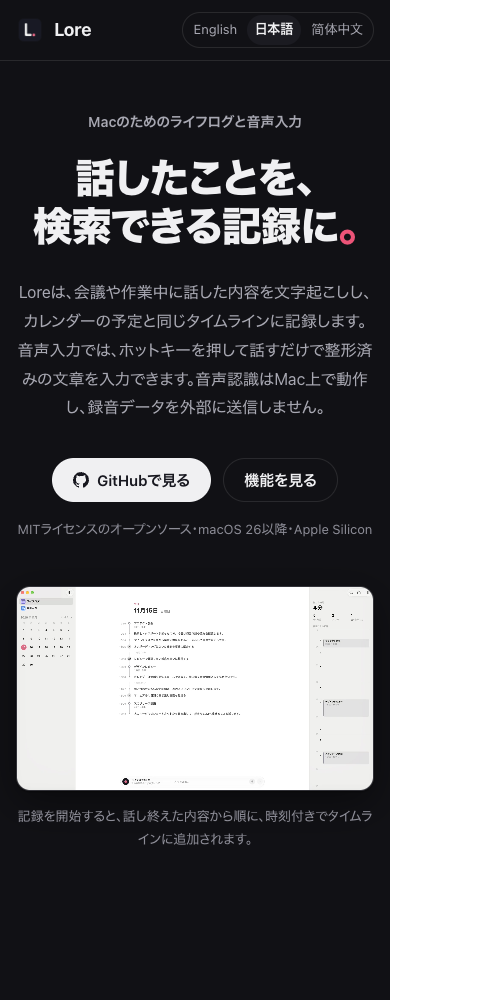 L. Lore
English 日本語 简体中文
Macのためのライフログと音声入力
話したことを、
検索できる記録に。
Loreは、会議や作業中に話した内容を文字起こしし、
カレンダーの予定と同じタイムラインに記録します。
音声入力では、ホットキーを押して話すだけで整形済
みの文章を入力できます。音声認識はMac上で動作
し、録音データを外部に送信しません。
GitHubで見る 機能を見る
MITライセンスのオープンソース・macOS 26以降・Apple Silicon
11月15日
記録を開始すると、話し終えた内容から順に、時刻付きでタイムラ
インに追加されます。